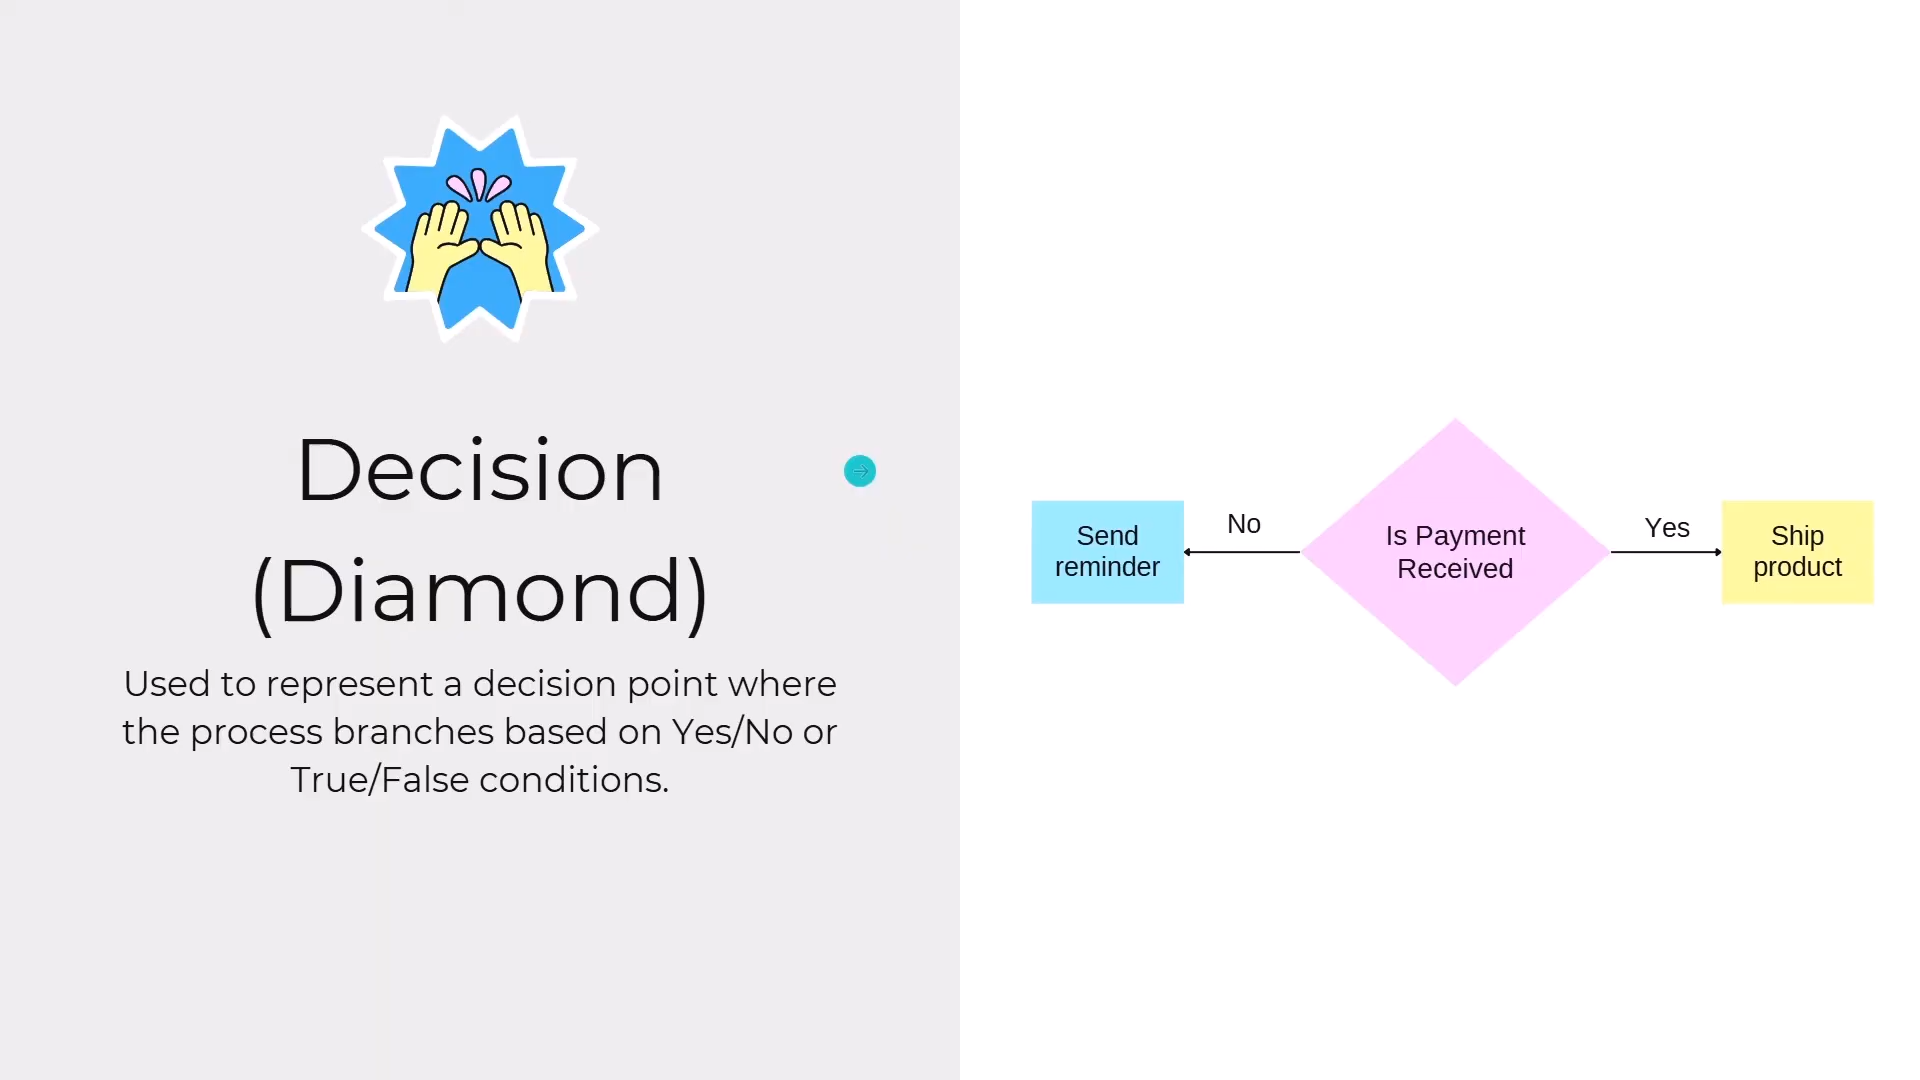 Decision
(Diamond)
Used to represent a decision point where
the process branches based on Yes/No or
True/False conditions.
Send
reminder
No
Is Payment
Received
Yes
Ship
product